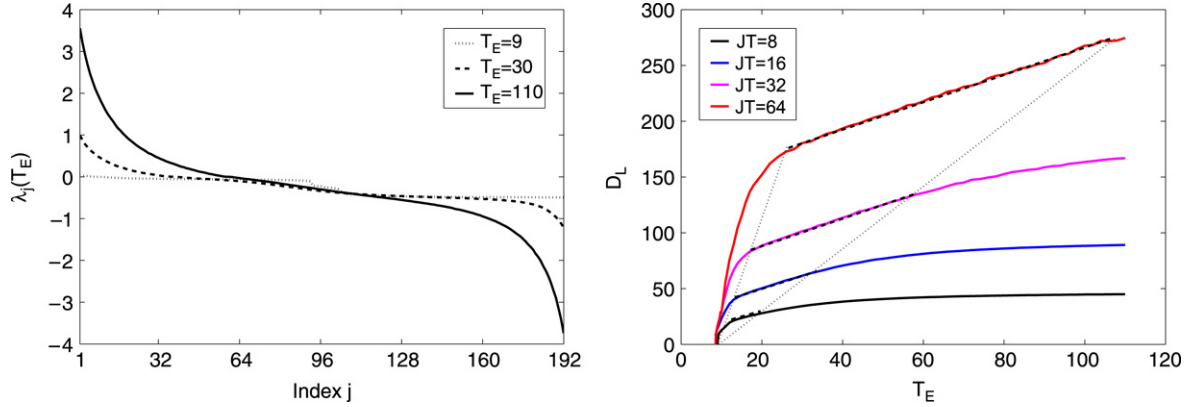 4
3
2
1
0
−1
−2
−3
−4
λj(TE)
TE=9
TE=30
TE=110
1 32 64 96 128 160 192
Index j
300
250
200
150
100
50
0
DL
JT=8
JT=16
JT=32
JT=64
0 20 40 60 80 100 120
TE